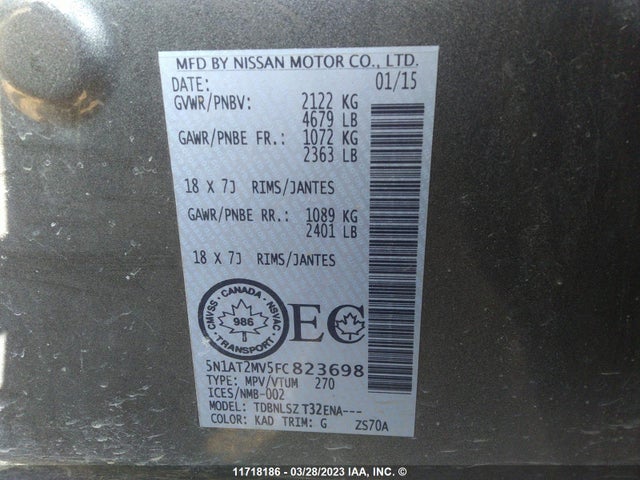 MFD BY NISSAN MOTOR CO., LTD.
DATE: 01/15
GVWR/PNBV: 2122 KG
4679 LB
GAWR/PNBE FR.: 1072 KG
2363 LB
18 X 7J RIMS/JANTES
GAWR/PNBE RR.: 1089 KG
2401 LB
18 X 7J RIMS/JANTES
CANADA
CMVSS NSVAC
986
TRANSPORT
EC
5N1AT2MV5FC823698
TYPE: MPV/VTUM 270
ICES/NMB-002
MODEL: TDBNLSZ T32ENA---
COLOR: KAD TRIM: G ZS70A
11718186 - 03/28/2023 IAA, INC. ©